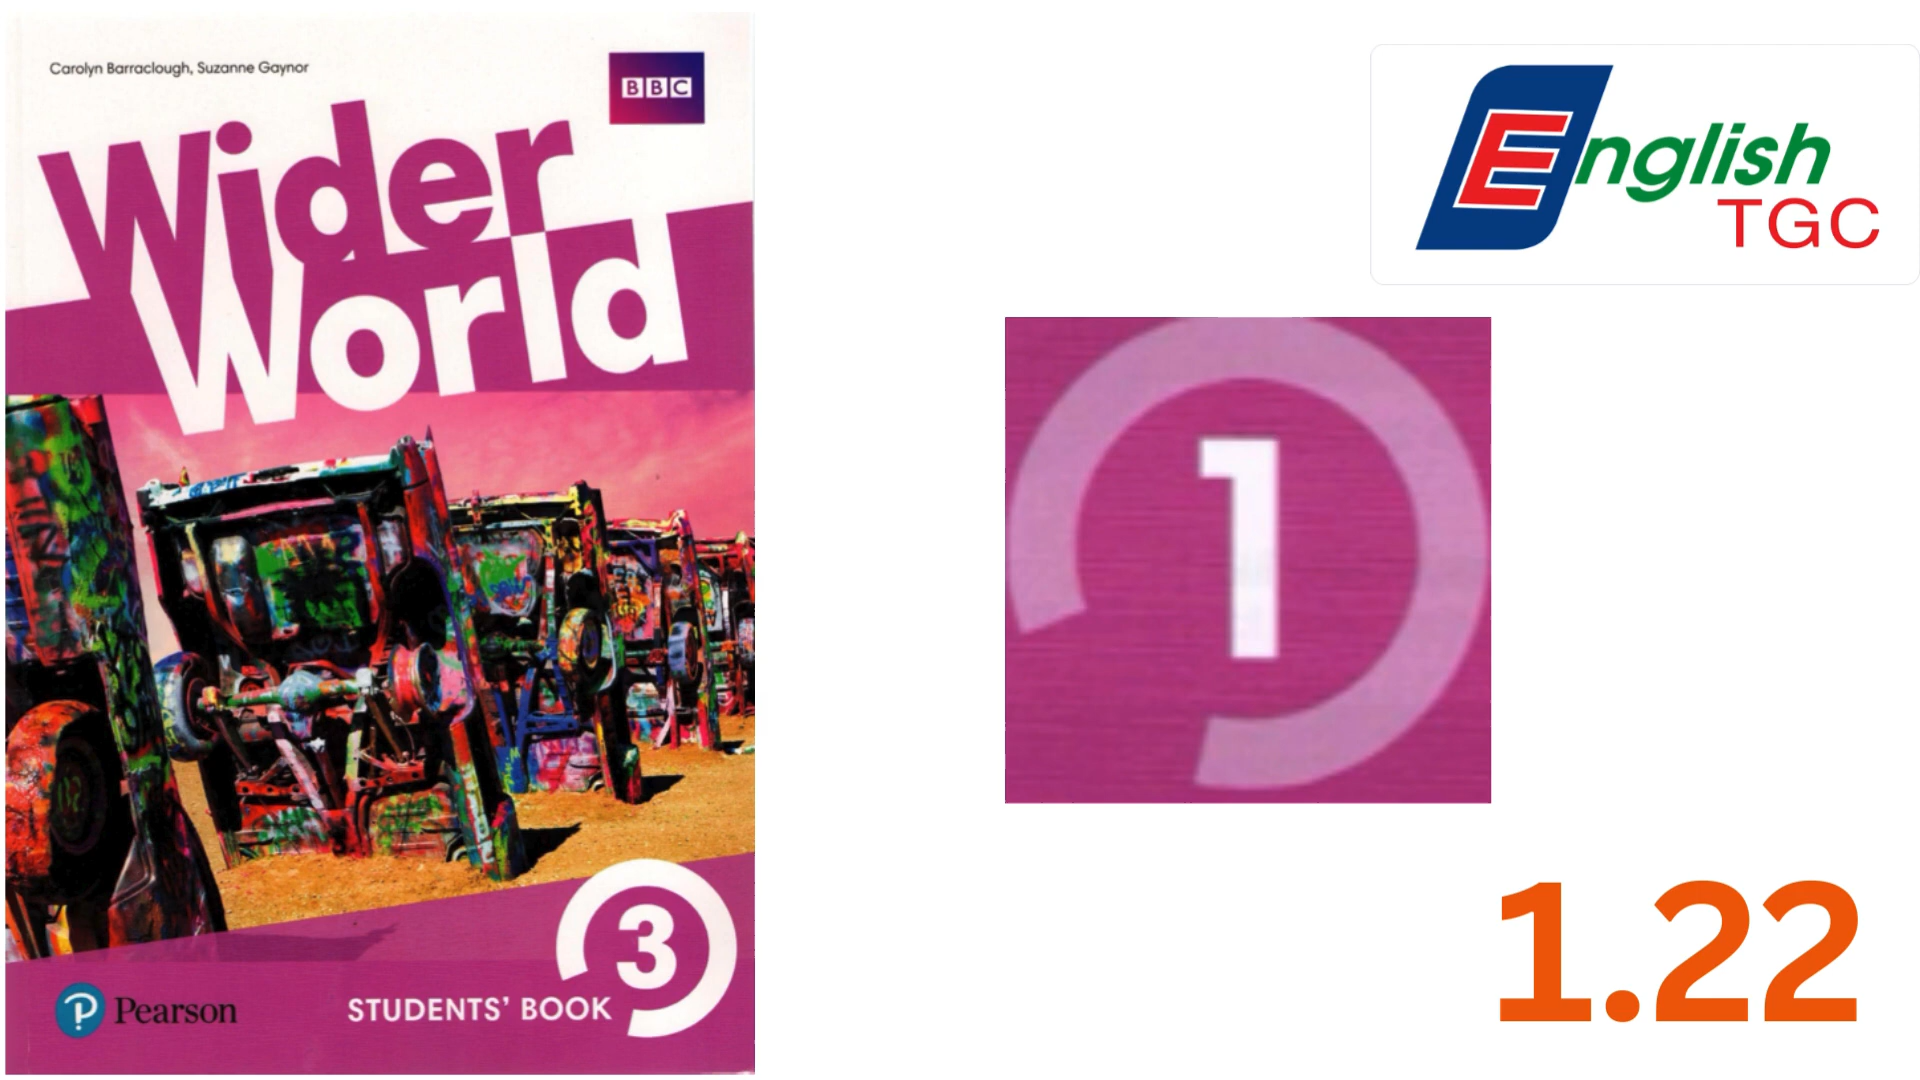 Carolyn Barraclough, Suzanne Gaynor
BBC
Wider
World
3
STUDENTS' BOOK
Pearson
English
TGC
1
1.22